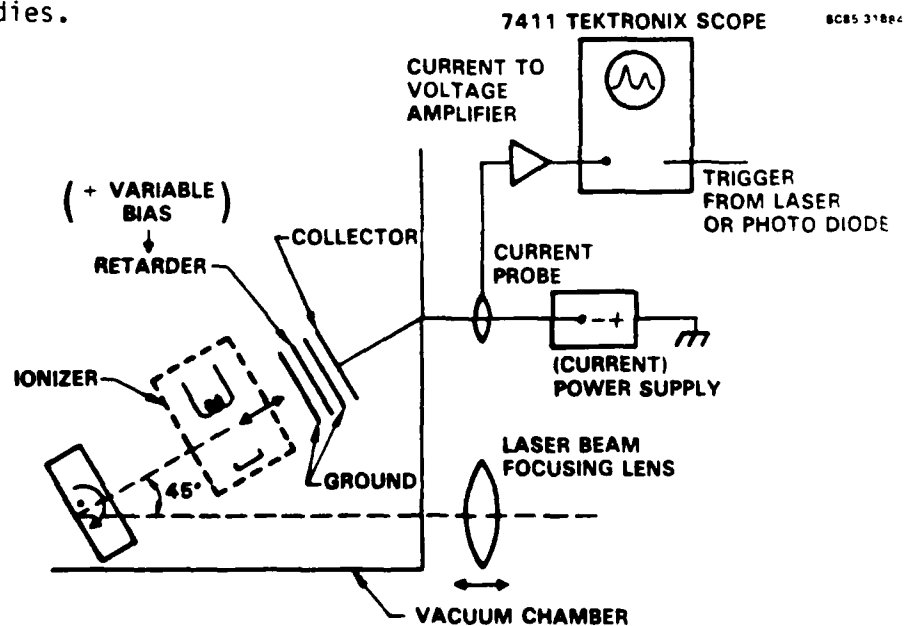 dies.
7411 TEKTRONIX SCOPE
CURRENT TO
VOLTAGE
AMPLIFIER
TRIGGER
FROM LASER
OR PHOTO DIODE
( + VARIABLE
BIAS )
RETARDER
COLLECTOR
CURRENT
PROBE
- +
(CURRENT)
POWER SUPPLY
IONIZER
45°
GROUND
LASER BEAM
FOCUSING LENS
VACUUM CHAMBER